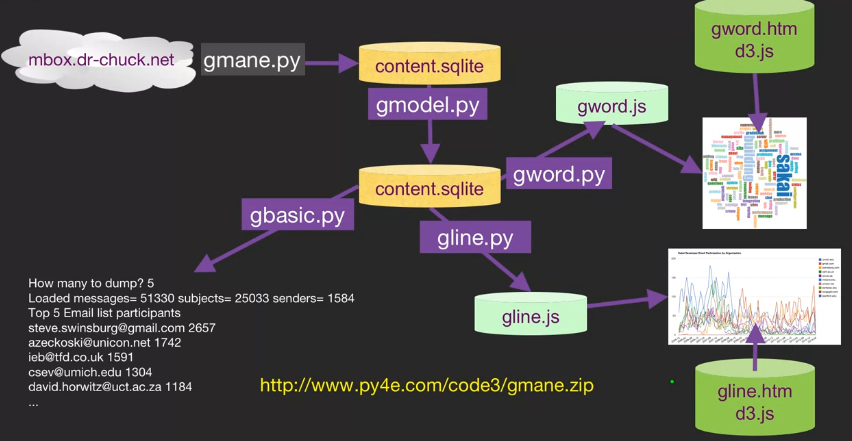 mbox.dr-chuck.net
gmane.py
content.sqlite
gmodel.py
gword.htm
d3.js
gword.js
content.sqlite
gword.py
sakai
gbasic.py
gline.py
How many to dump? 5
Loaded messages= 51330 subjects= 25033 senders= 1584
Top 5 Email list participants
steve.swinsburg@gmail.com 2657
azeckoski@unicon.net 1742
ieb@tfd.co.uk 1591
csev@umich.edu 1304
david.horwitz@uct.ac.za 1184
...
gline.js
http://www.py4e.com/code3/gmane.zip
gline.htm
d3.js